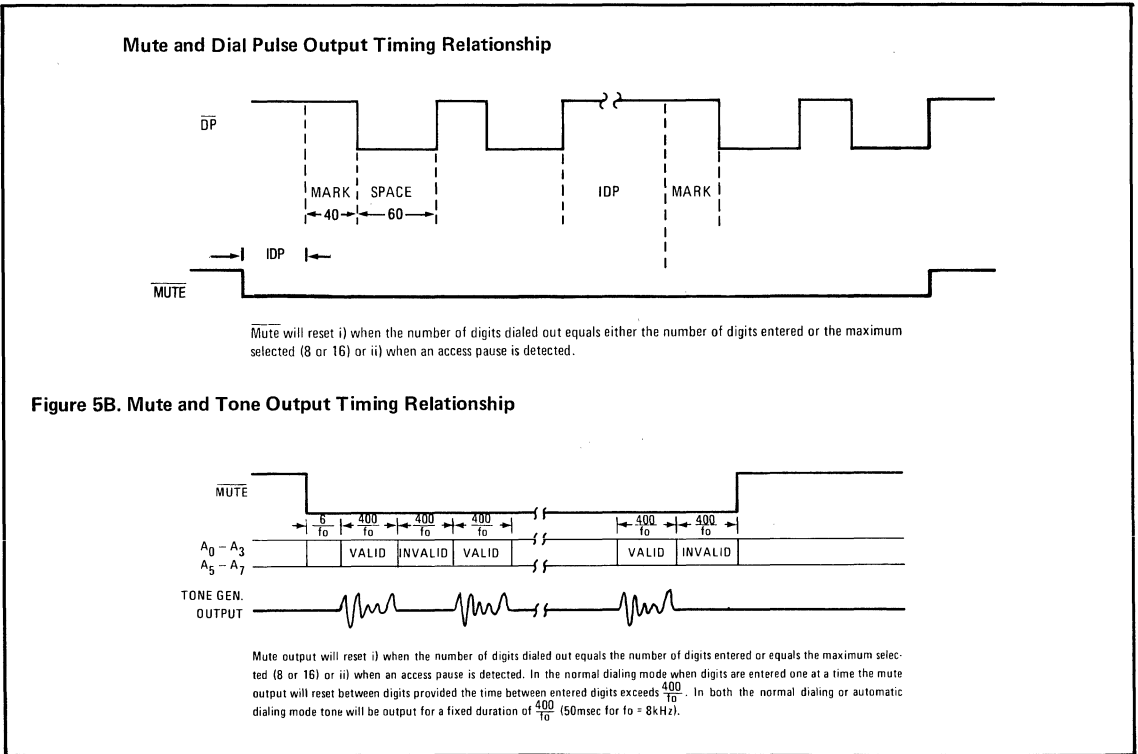 Mute and Dial Pulse Output Timing Relationship
DP
MARK SPACE IDP MARK
40 60
IDP
MUTE
Mute will reset i) when the number of digits dialed out equals either the number of digits entered or the maximum
selected (8 or 16) or ii) when an access pause is detected.
Figure 5B. Mute and Tone Output Timing Relationship
MUTE
6/fo 400/fo 400/fo 400/fo 400/fo 400/fo
A0 – A3
VALID INVALID VALID VALID INVALID
A5 – A7
TONE GEN.
OUTPUT
Mute output will reset i) when the number of digits dialed out equals the number of digits entered or equals the maximum selec-
ted (8 or 16) or ii) when an access pause is detected. In the normal dialing mode when digits are entered one at a time the mute
output will reset between digits provided the time between entered digits exceeds 400/fo. In both the normal dialing or automatic
dialing mode tone will be output for a fixed duration of 400/fo (50msec for fo = 8kHz).